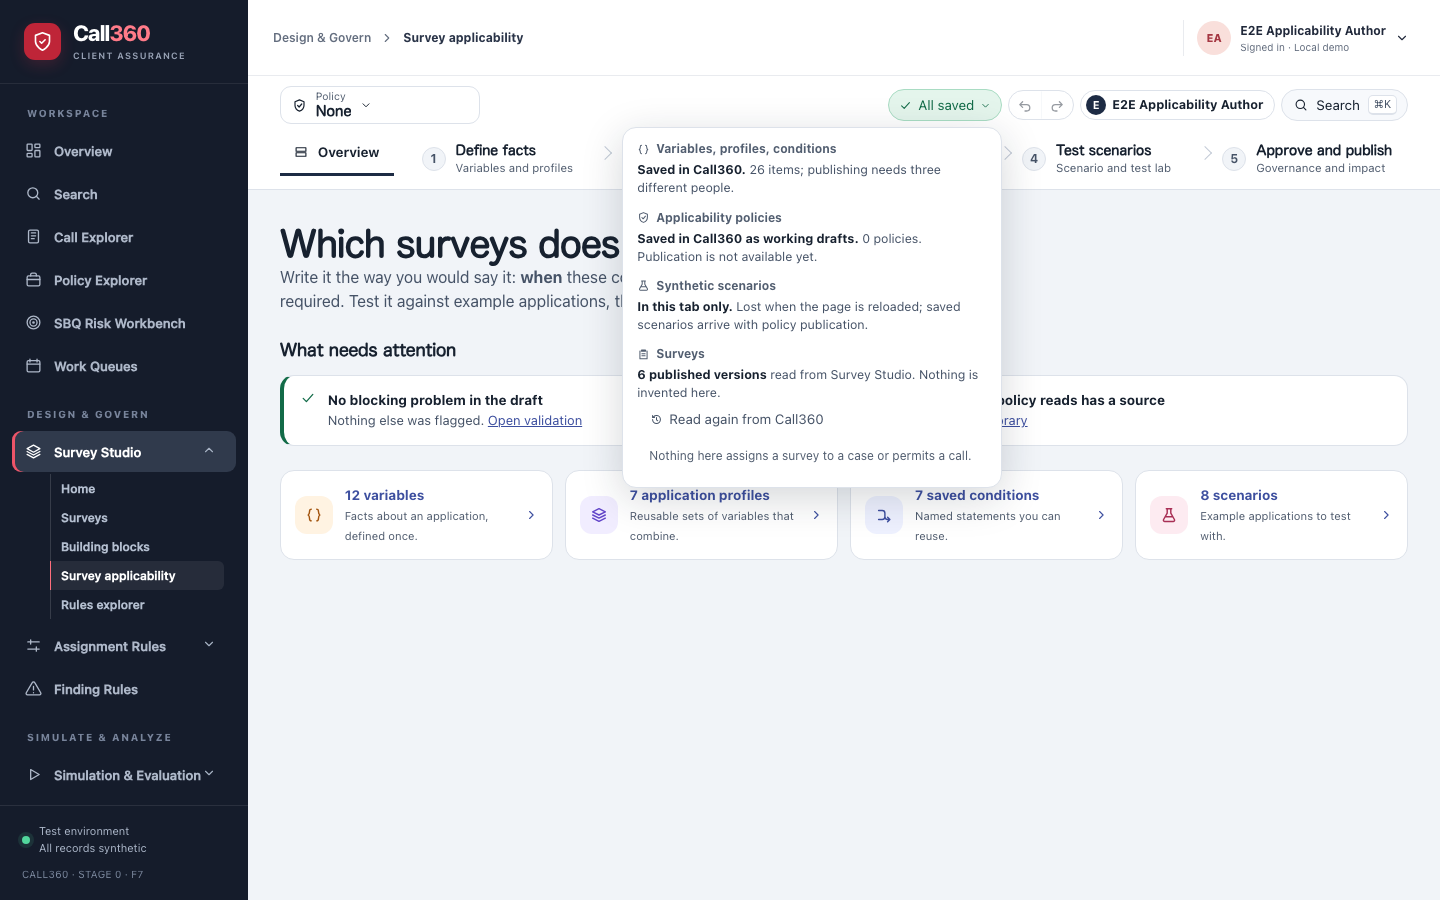 Call360
CLIENT ASSURANCE
WORKSPACE
Overview
Search
Call Explorer
Policy Explorer
SBQ Risk Workbench
Work Queues
DESIGN & GOVERN
Survey Studio
Home
Surveys
Building blocks
Survey applicability
Rules explorer
Assignment Rules
Finding Rules
SIMULATE & ANALYZE
Simulation & Evaluation
Test environment
All records synthetic
CALL360 · STAGE 0 · F7
Design & Govern > Survey applicability
EA
E2E Applicability Author
Signed in · Local demo
Policy
None
All saved
E E2E Applicability Author
Search ⌘K
Overview
1 Define facts
Variables and profiles
4 Test scenarios
Scenario and test lab
5 Approve and publish
Governance and impact
Variables, profiles, conditions
Saved in Call360. 26 items; publishing needs three
different people.
Applicability policies
Saved in Call360 as working drafts. 0 policies.
Publication is not available yet.
Synthetic scenarios
In this tab only. Lost when the page is reloaded; saved
scenarios arrive with policy publication.
Surveys
6 published versions read from Survey Studio. Nothing is
invented here.
Read again from Call360
Nothing here assigns a survey to a case or permits a call.
Which surveys does
Write it the way you would say it: when these
required. Test it against example applications,
What needs attention
No blocking problem in the draft
Nothing else was flagged. Open validation
policy reads has a source
12 variables
Facts about an application,
defined once.
7 application profiles
Reusable sets of variables that
combine.
7 saved conditions
Named statements you can
reuse.
8 scenarios
Example applications to test
with.